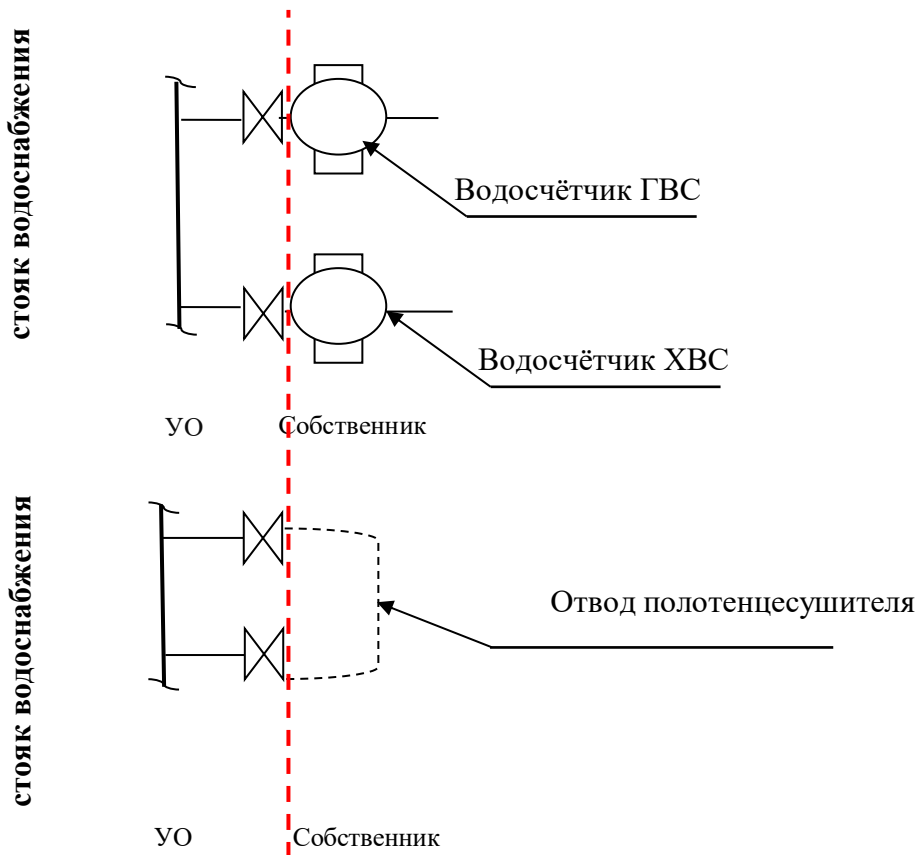 стояк водоснабжения
Водосчётчик ГВС
Водосчётчик ХВС
УО
Собственник
стояк водоснабжения
Отвод полотенцесушителя
УО
Собственник